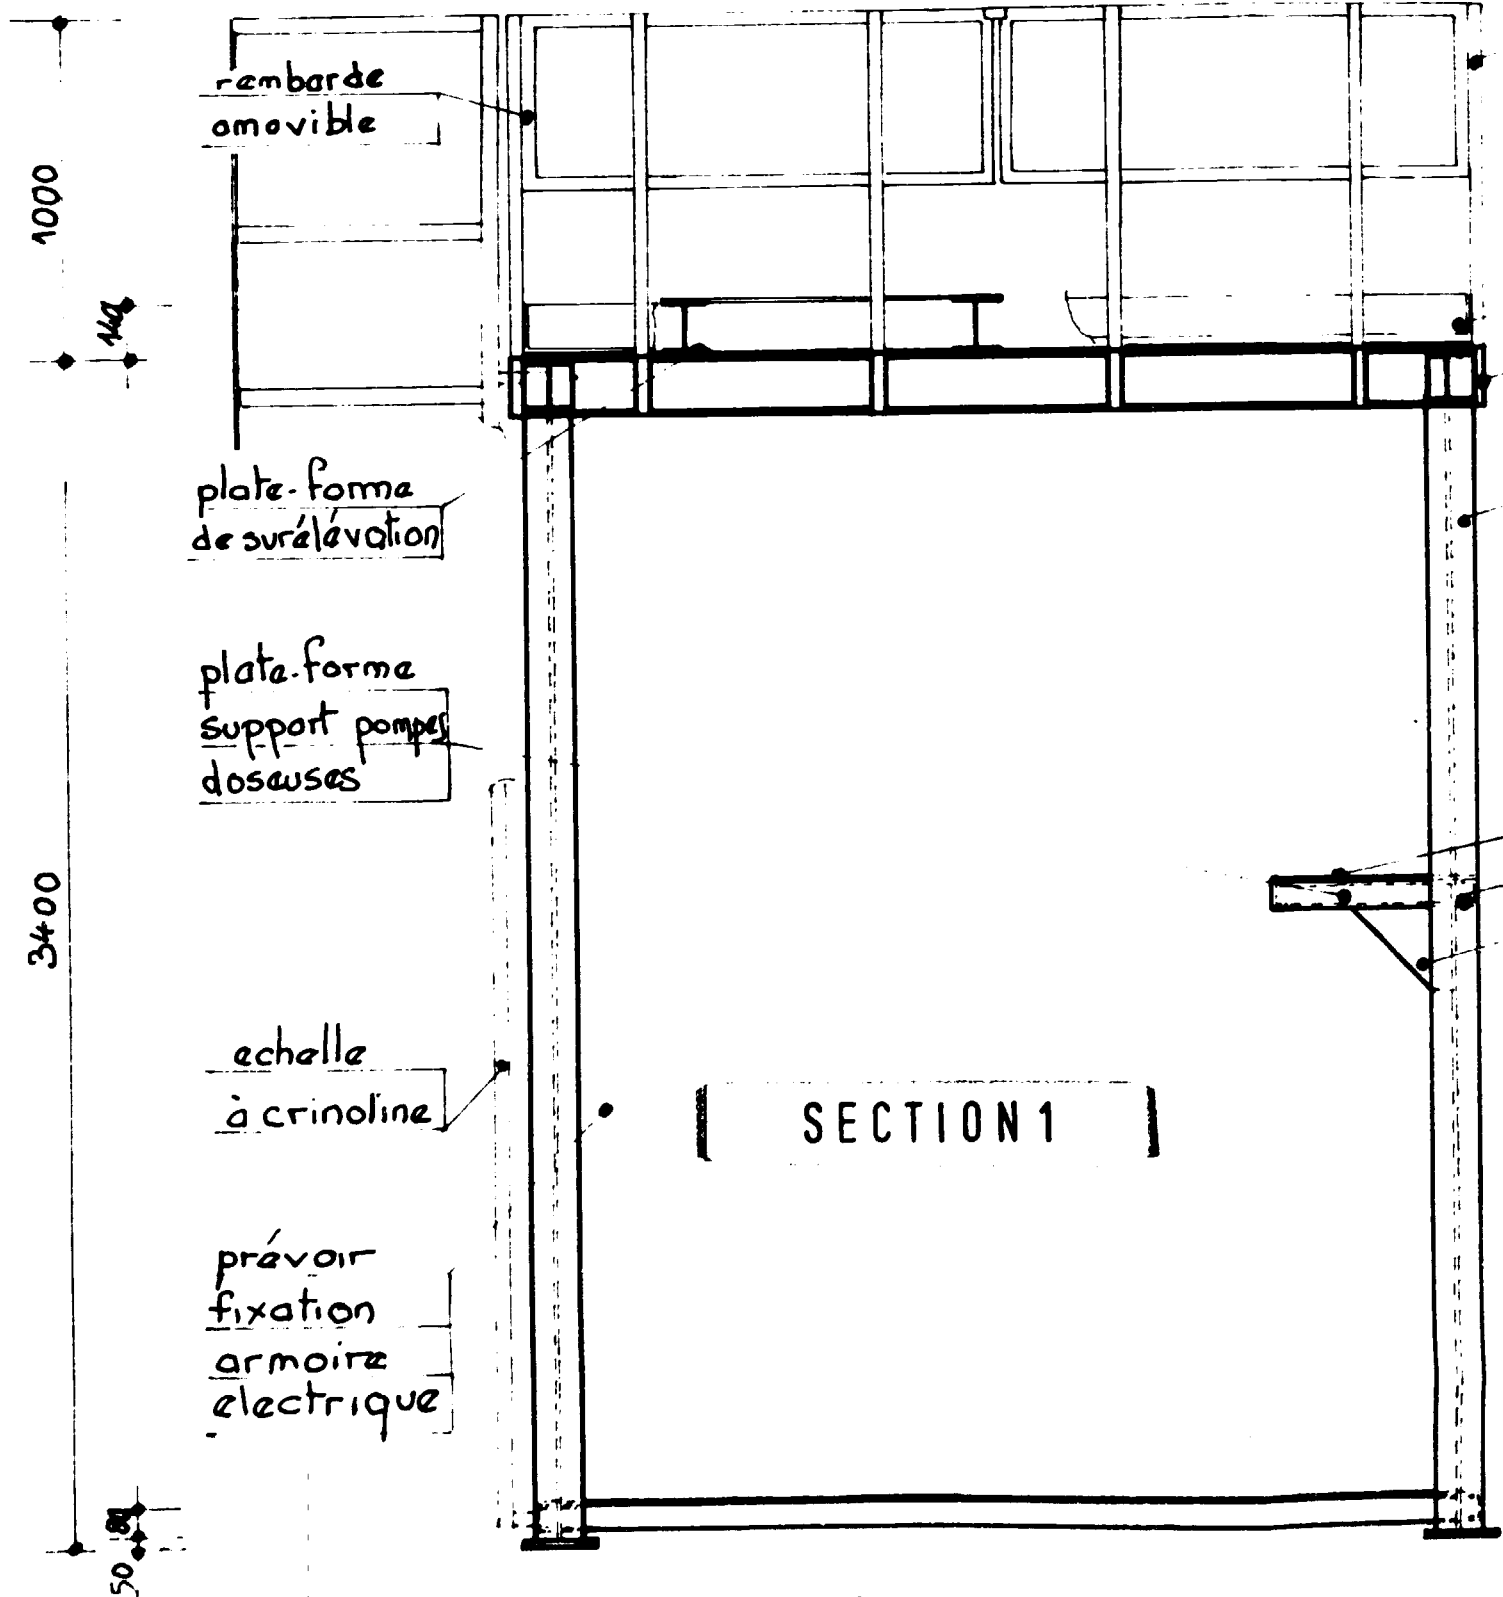 rembarde
amovible
1000
140
plate-forme
de surélévation
plate-forme
support pompes
doseuses
3400
echelle
à crinoline
SECTION 1
prévoir
fixation
armoire
electrique
80
50